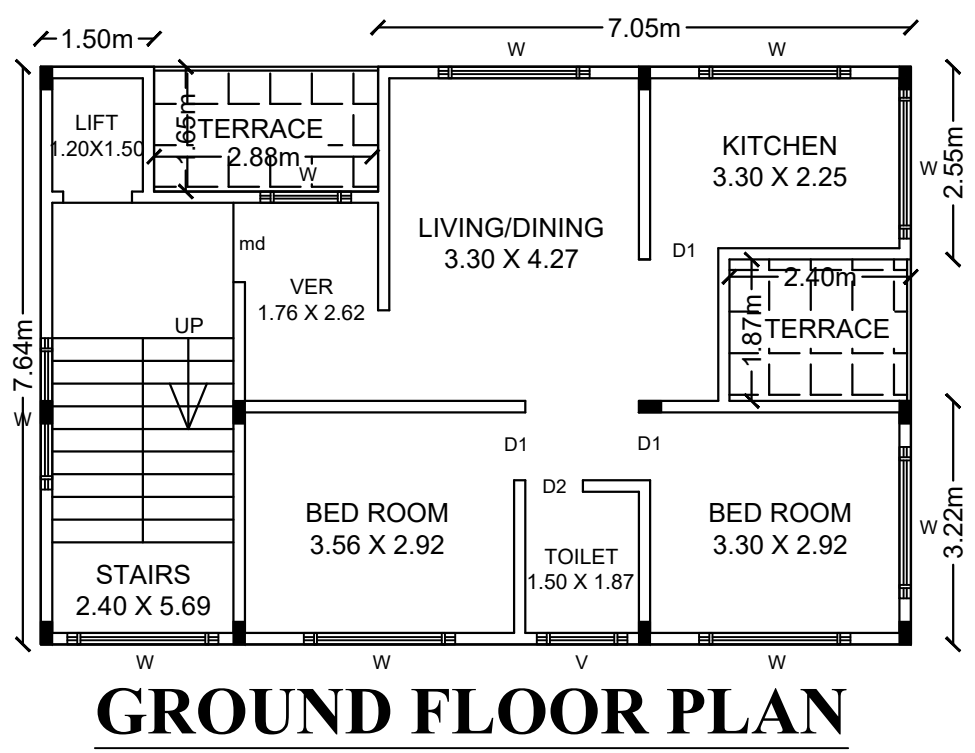 1.50m
7.05m
W
W
LIFT
1.20X1.50
1.65m
TERRACE
2.88m
W
KITCHEN
3.30 X 2.25
W
2.55m
LIVING/DINING
3.30 X 4.27
md
D1
VER
1.76 X 2.62
2.40m
1.87m
TERRACE
UP
7.64m
W
D1
D1
D2
BED ROOM
3.56 X 2.92
BED ROOM
3.30 X 2.92
W
3.22m
TOILET
1.50 X 1.87
STAIRS
2.40 X 5.69
W
W
V
W
GROUND FLOOR PLAN